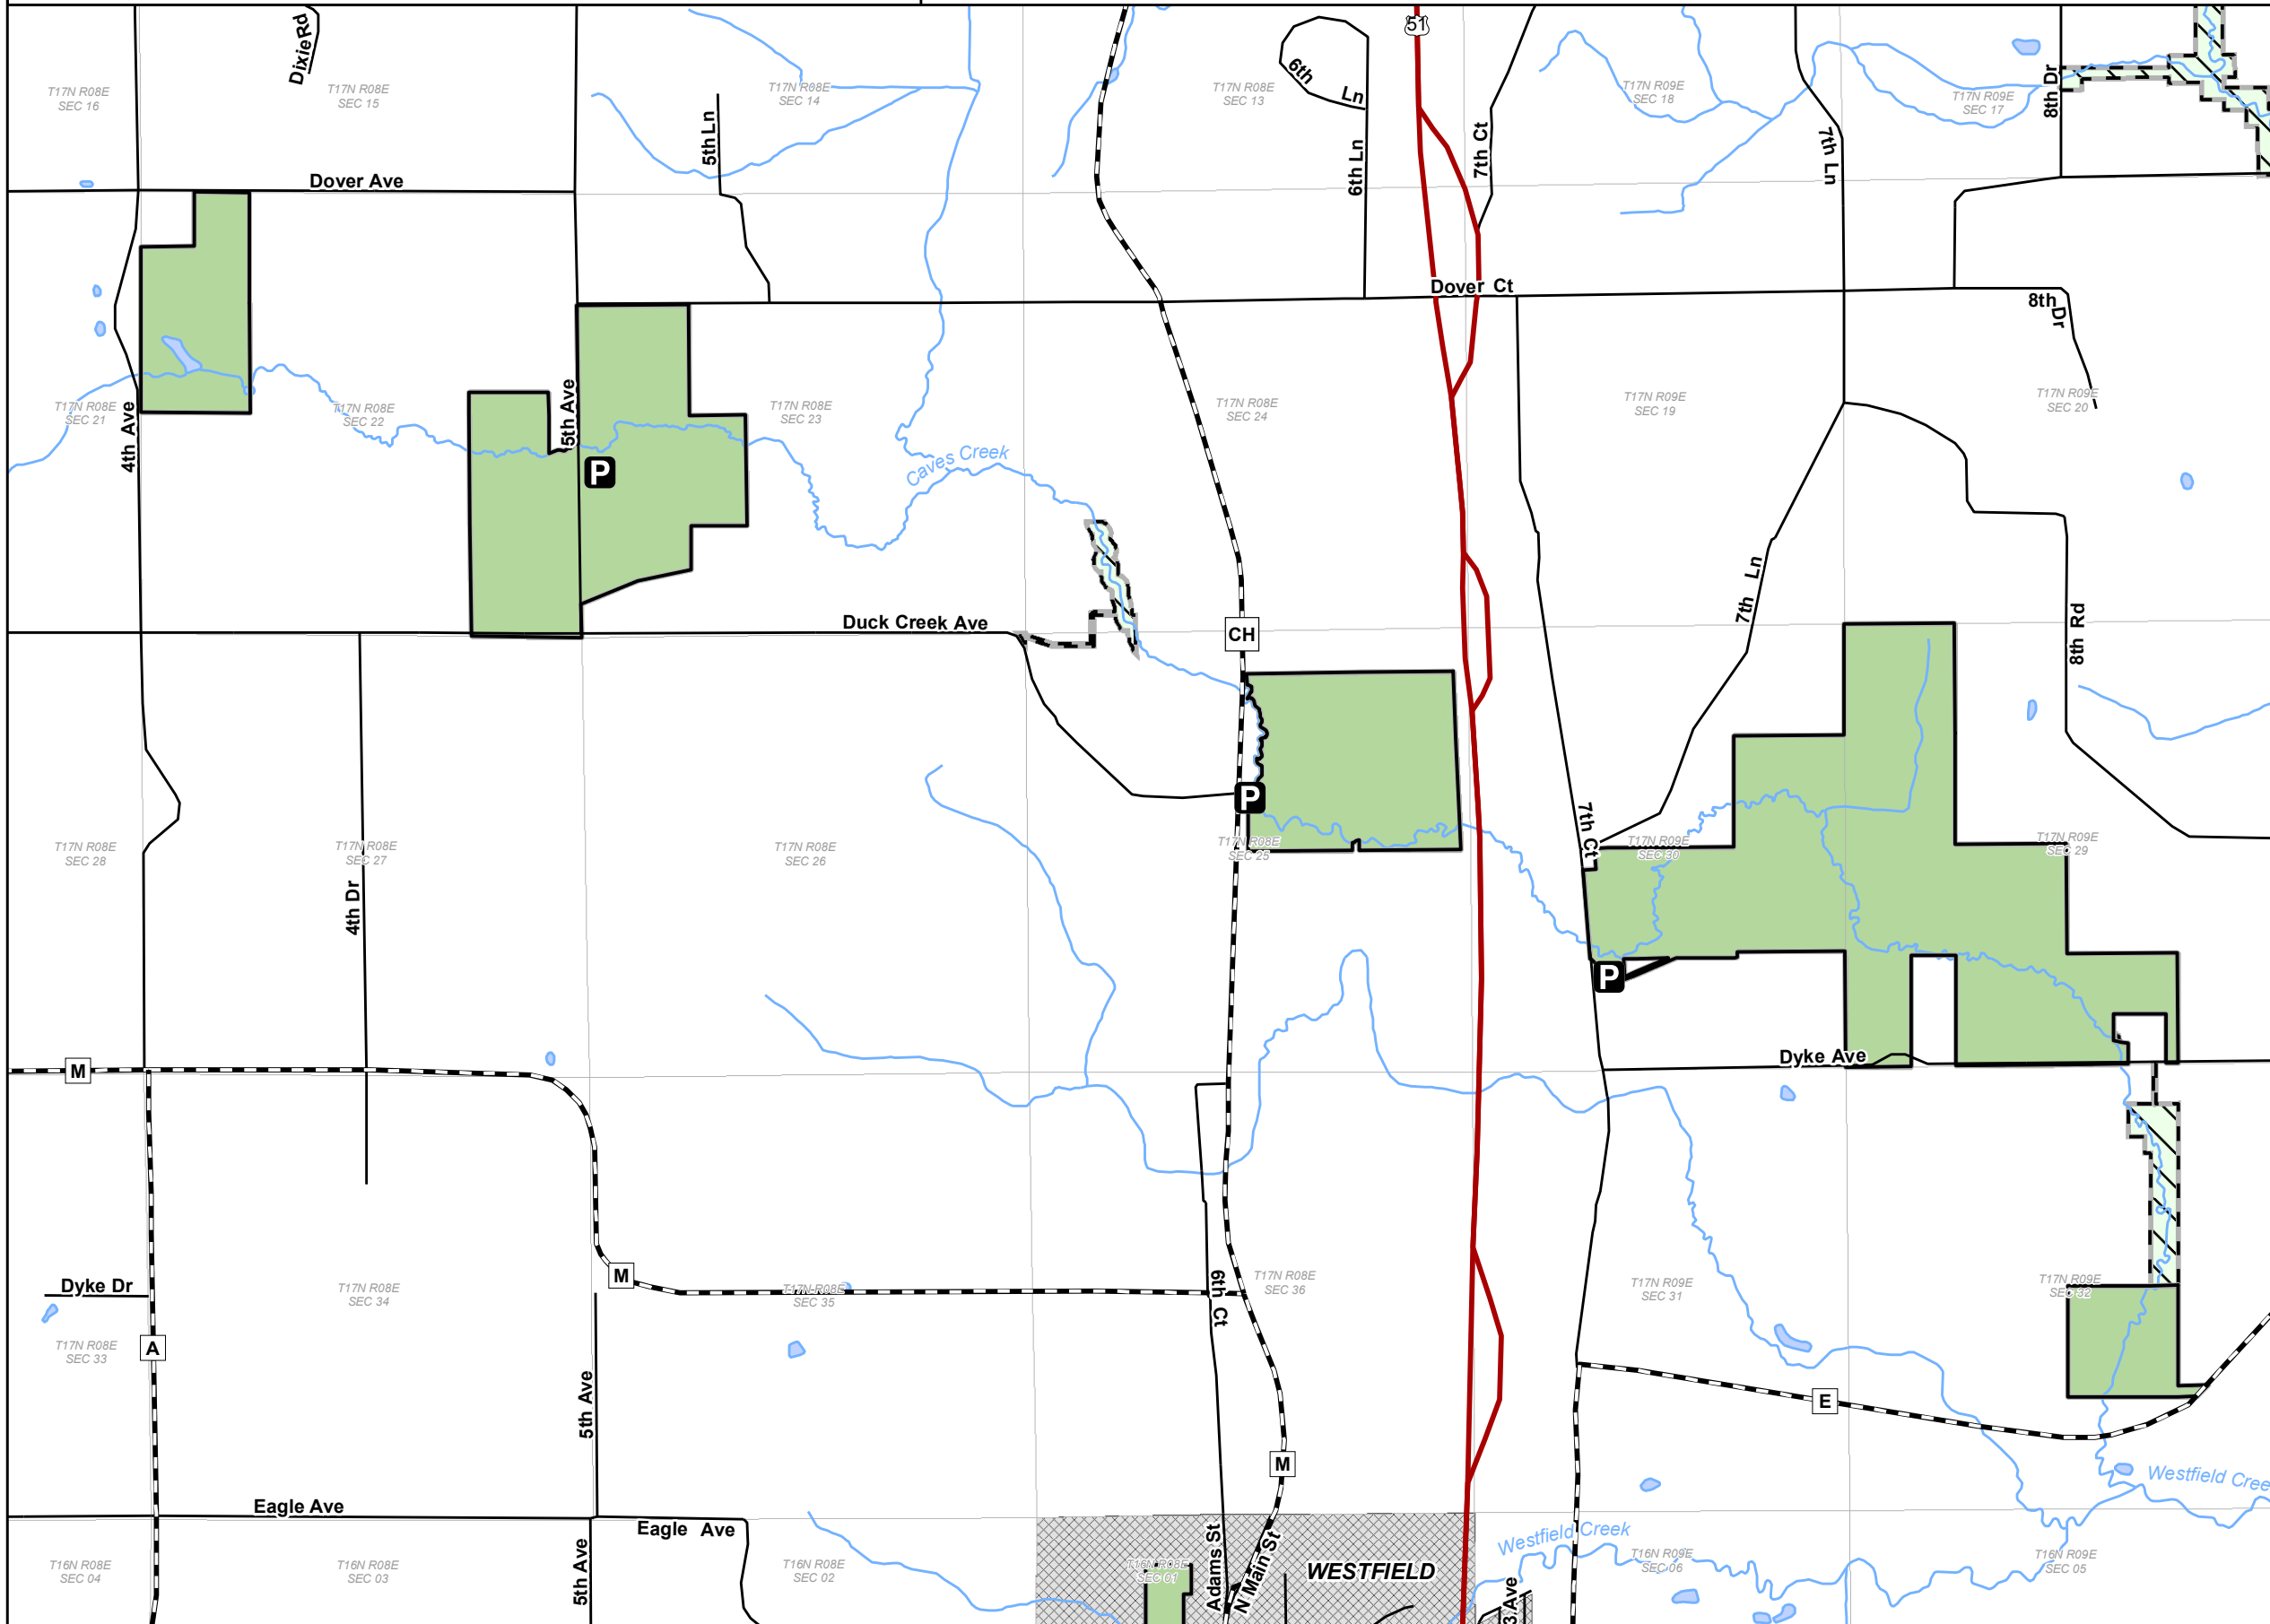 51
Dixie Rd
T17N R08E
SEC 16
T17N R08E
SEC 15
T17N R08E
SEC 14
T17N R08E
SEC 13
6th Ln
T17N R09E
SEC 18
T17N R09E
SEC 17
8th Dr
5th Ln
6th Ln
7th Ct
7th Ln
Dover Ave
Dover Ct
8th Dr
T17N R08E
SEC 21
4th Ave
T17N R08E
SEC 22
5th Ave
P
T17N R08E
SEC 23
Caves Creek
T17N R08E
SEC 24
T17N R09E
SEC 19
T17N R09E
SEC 20
7th Ln
8th Rd
Duck Creek Ave
CH
P
T17N R08E
SEC 28
T17N R08E
SEC 27
4th Dr
T17N R08E
SEC 26
T17N R08E
SEC 25
7th Ct
T17N R09E
SEC 30
T17N R09E
SEC 29
P
M
Dyke Ave
Dyke Dr
T17N R08E
SEC 33
A
T17N R08E
SEC 34
M
T17N R08E
SEC 35
6th Ct
T17N R08E
SEC 36
T17N R09E
SEC 31
T17N R09E
SEC 32
5th Ave
E
M
Westfield Cree
Eagle Ave
Eagle Ave
T16N R08E
SEC 04
T16N R08E
SEC 03
5th Ave
T16N R08E
SEC 02
T16N R08E
SEC 01
Adams St
N Main St
WESTFIELD
Westfield Creek
3 Ave
T16N R09E
SEC 06
T16N R09E
SEC 05